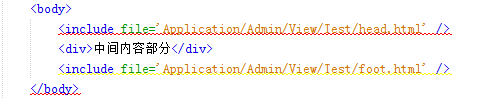 <body>
<include file='Application/Admin/View/Test/head.html' />
<div>中间内容部分</div>
<include file='Application/Admin/View/Test/foot.html' />
</body>